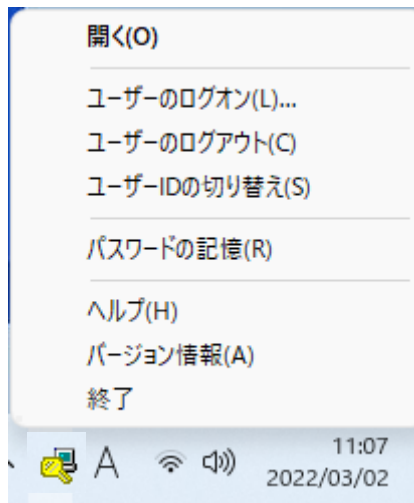 開く(O)
ユーザーのログオン(L)...
ユーザーのログアウト(C)
ユーザーIDの切り替え(S)
パスワードの記憶(R)
ヘルプ(H)
バージョン情報(A)
終了
A
11:07
2022/03/02